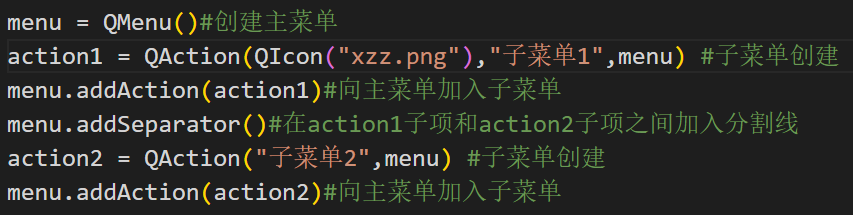 menu = QMenu()#创建主菜单
action1 = QAction(QIcon("xzz.png"),"子菜单1",menu) #子菜单创建
menu.addAction(action1)#向主菜单加入子菜单
menu.addSeparator()#在action1子项和action2子项之间加入分割线
action2 = QAction("子菜单2",menu) #子菜单创建
menu.addAction(action2)#向主菜单加入子菜单